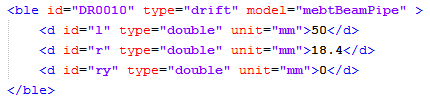 <ble id="DR0010" type="drift" model="mebtBeamPipe" >
<d id="l" type="double" unit="mm">50</d>
<d id="r" type="double" unit="mm">18.4</d>
<d id="ry" type="double" unit="mm">0</d>
</ble>